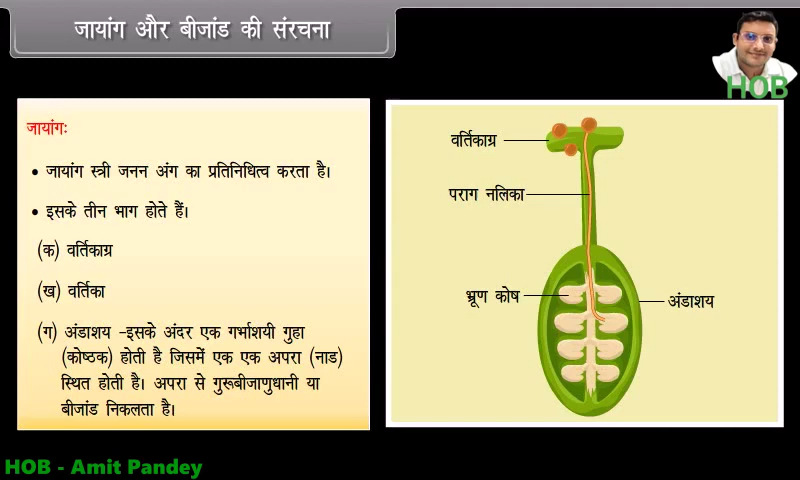 जायांग और बीजांड की संरचना
HOB
जायांगः
• जायांग स्त्री जनन अंग का प्रतिनिधित्व करता है।
• इसके तीन भाग होते हैं।
(क) वर्तिकाग्र
(ख) वर्तिका
(ग) अंडाशय -इसके अंदर एक गर्भाशयी गुहा
(कोष्ठक) होती है जिसमें एक एक अपरा (नाड)
स्थित होती है। अपरा से गुरूबीजाणुधानी या
बीजांड निकलता है।
वर्तिकाग्र
पराग नलिका
भ्रूण कोष
अंडाशय
HOB - Amit Pandey